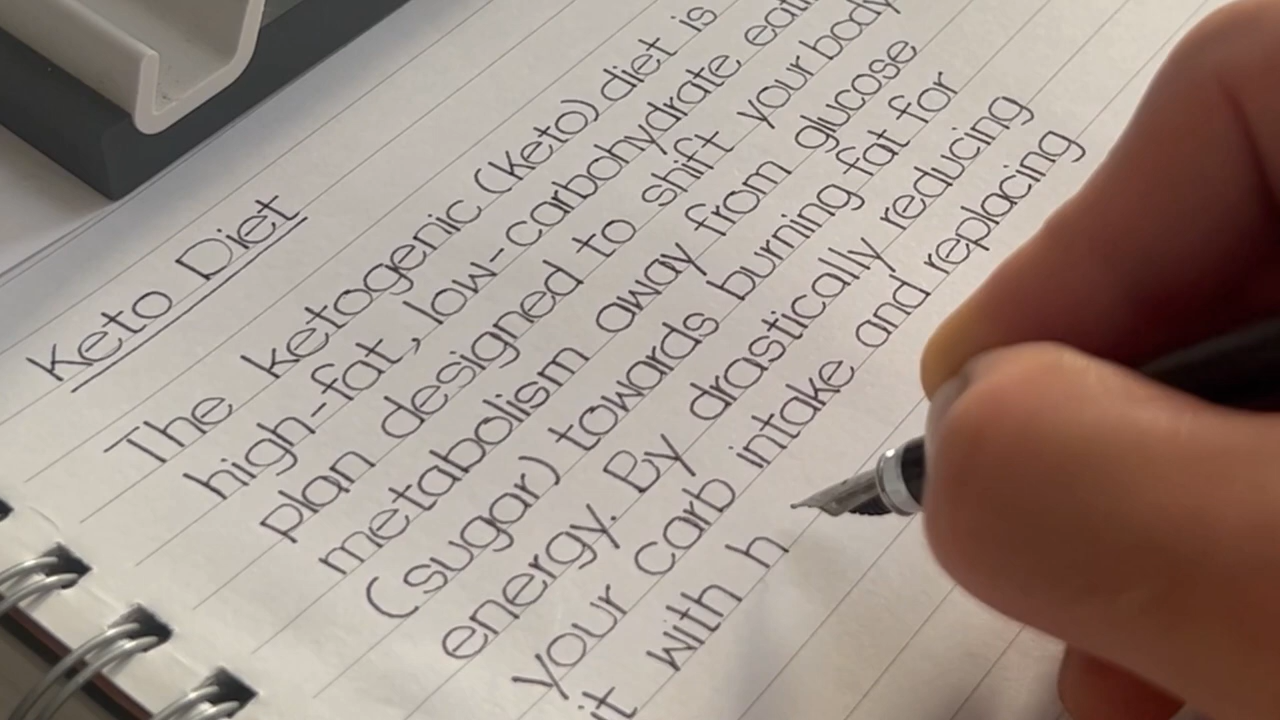 Keto Diet
The ketogenic (Keto) diet is
high-fat, low-carbohydrate
plan designed to shift your body
metabolism away from glucose
(sugar) towards burning fat for
energy. By drastically reducing
your carb intake and replacing
it with h